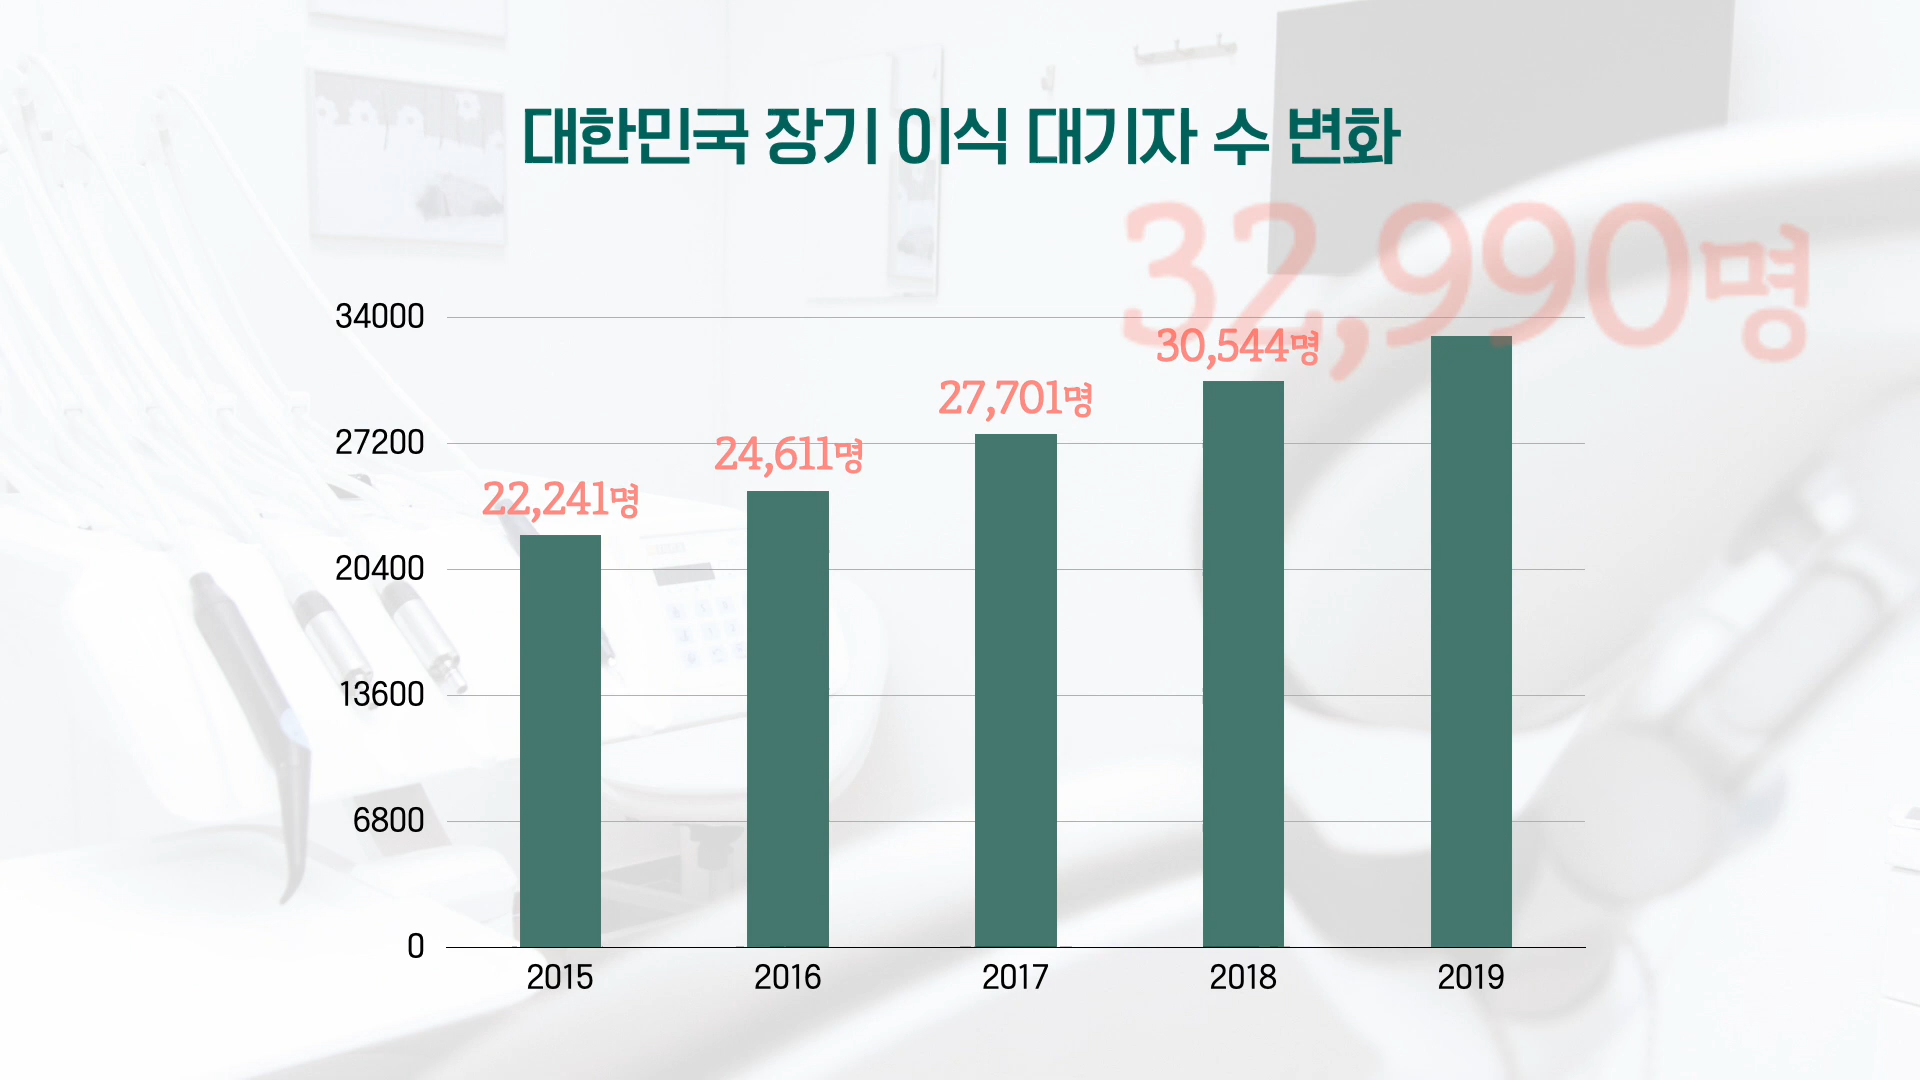 대한민국 장기 이식 대기자 수 변화
32,990명
34000
30,544명
27,701명
27200
24,611명
22,241명
20400
13600
6800
0
2015 2016 2017 2018 2019